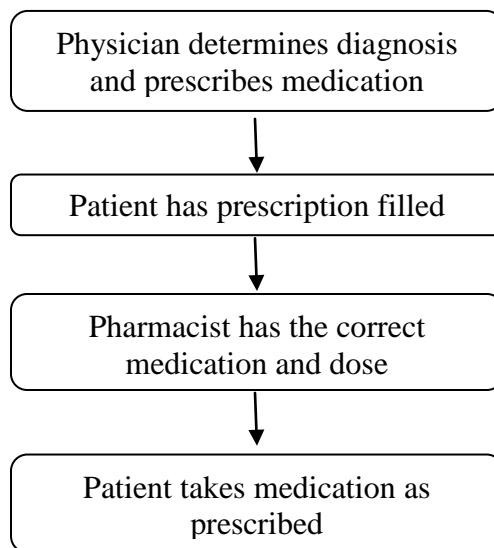 Physician determines diagnosis
and prescribes medication
Patient has prescription filled
Pharmacist has the correct
medication and dose
Patient takes medication as
prescribed